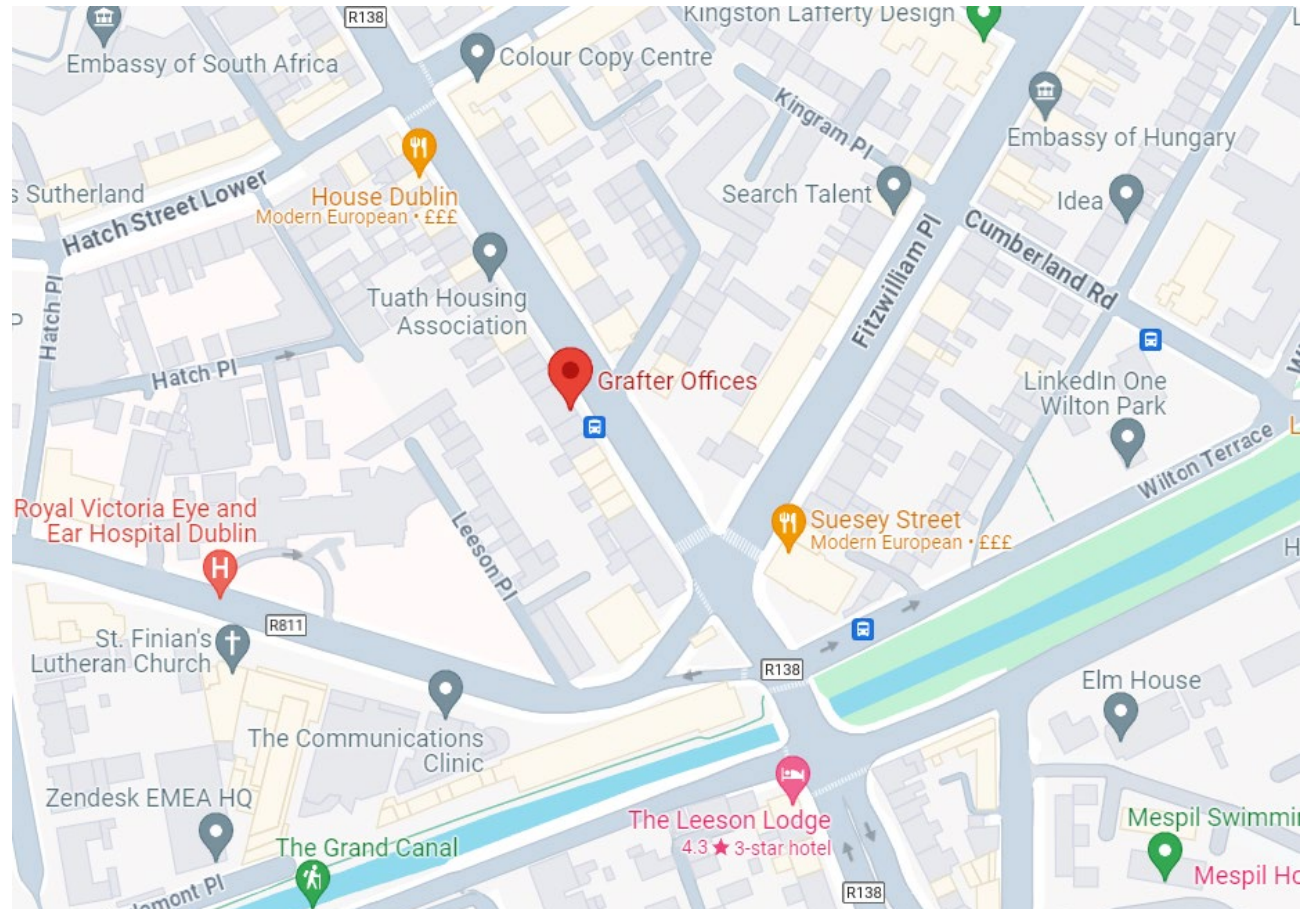 R138
Kingston Lafferty Design
Embassy of South Africa
Colour Copy Centre
Kingram Pl
Embassy of Hungary
House Dublin
Modern European • £££
Search Talent
Idea
Sutherland
Hatch Street Lower
Cumberland Rd
Fitzwilliam Pl
Tuath Housing
Association
Hatch Pl
Hatch Pl
Grafter Offices
LinkedIn One
Wilton Park
Wilton Terrace
Royal Victoria Eye and
Ear Hospital Dublin
H
Leeson Pl
Suesey Street
Modern European • £££
R811
St. Finian's
Lutheran Church
R138
Elm House
The Communications
Clinic
Zendesk EMEA HQ
The Leeson Lodge
4.3 ★ 3-star hotel
The Grand Canal
Mespil Swimmi
Mespil Ho
emont Pl
R138